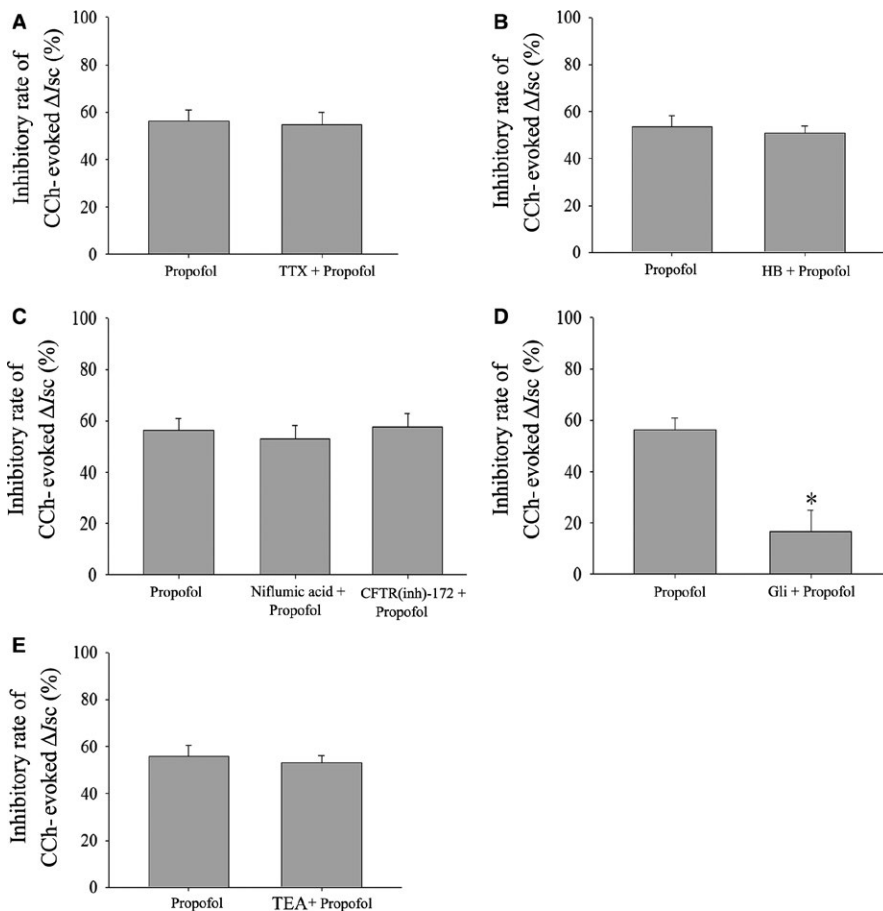 A
Inhibitory rate of
CCh- evoked ΔIsc (%)
100
80
60
40
20
0
Propofol
TTX + Propofol
B
Inhibitory rate of
CCh- evoked ΔIsc (%)
100
80
60
40
20
0
Propofol
HB + Propofol
C
Inhibitory rate of
CCh- evoked ΔIsc (%)
100
80
60
40
20
0
Propofol
Niflumic acid +
Propofol
CFTR(inh)-172 +
Propofol
D
Inhibitory rate of
CCh- evoked ΔIsc (%)
100
80
60
40
20
0
*
Propofol
Gli + Propofol
E
Inhibitory rate of
CCh- evoked ΔIsc (%)
100
80
60
40
20
0
Propofol
TEA+ Propofol